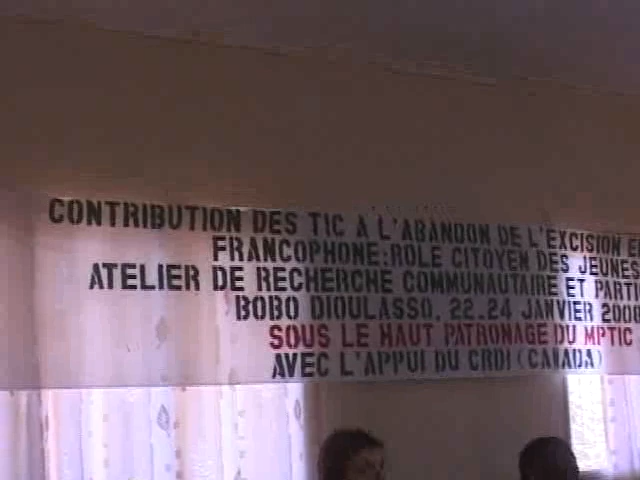 CONTRIBUTION DES TIC A L'ABANDON DE L'EXCISION
FRANCOPHONE:ROLE CITOYEN DES JEUNES
ATELIER DE RECHERCHE COMMUNAUTAIRE ET
BOBO DIOULASSO, 22.24 JANVIER
SOUS LE HAUT PATRONAGE DU MPTIC
AVEC L'APPUI DU CRDI (CANADA)